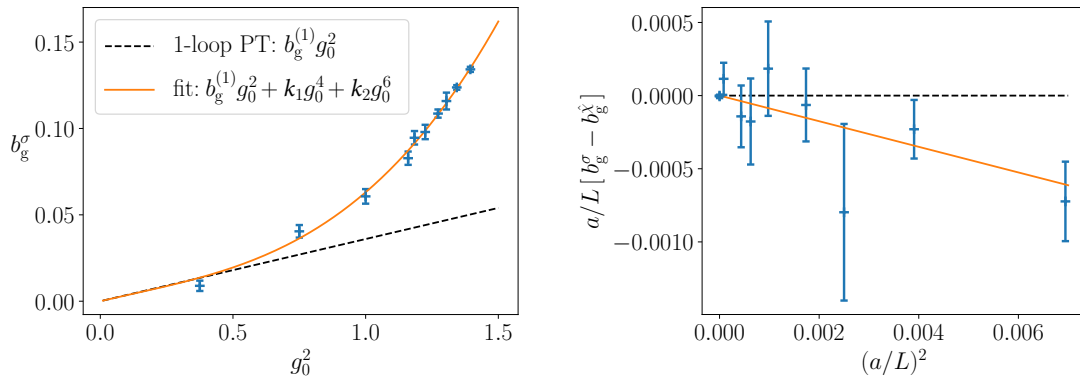 0.15
0.10
0.05
0.00
b_g^σ
1-loop PT: b_g^{(1)} g_0^2
fit: b_g^{(1)} g_0^2 + k_1 g_0^4 + k_2 g_0^6
0.0 0.5 1.0 1.5
g_0^2
0.0005
0.0000
−0.0005
−0.0010
a/L [ b_g^σ − b_g^{χ̂} ]
0.000 0.002 0.004 0.006
(a/L)^2